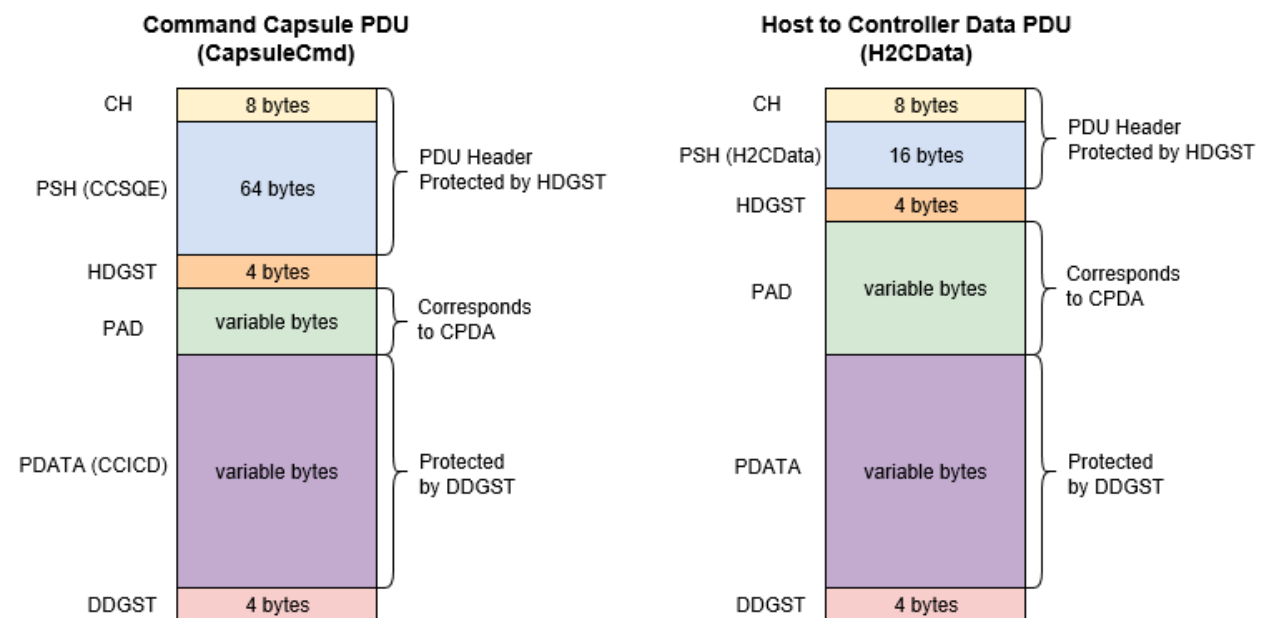 Command Capsule PDU
(CapsuleCmd)
CH
8 bytes
PSH (CCSQE)
64 bytes
PDU Header
Protected by HDGST
HDGST
4 bytes
PAD
variable bytes
Corresponds
to CPDA
PDATA (CCICD)
variable bytes
Protected
by DDGST
DDGST
4 bytes
Host to Controller Data PDU
(H2CData)
CH
8 bytes
PSH (H2CData)
16 bytes
PDU Header
Protected by HDGST
HDGST
4 bytes
PAD
variable bytes
Corresponds
to CPDA
PDATA
variable bytes
Protected
by DDGST
DDGST
4 bytes